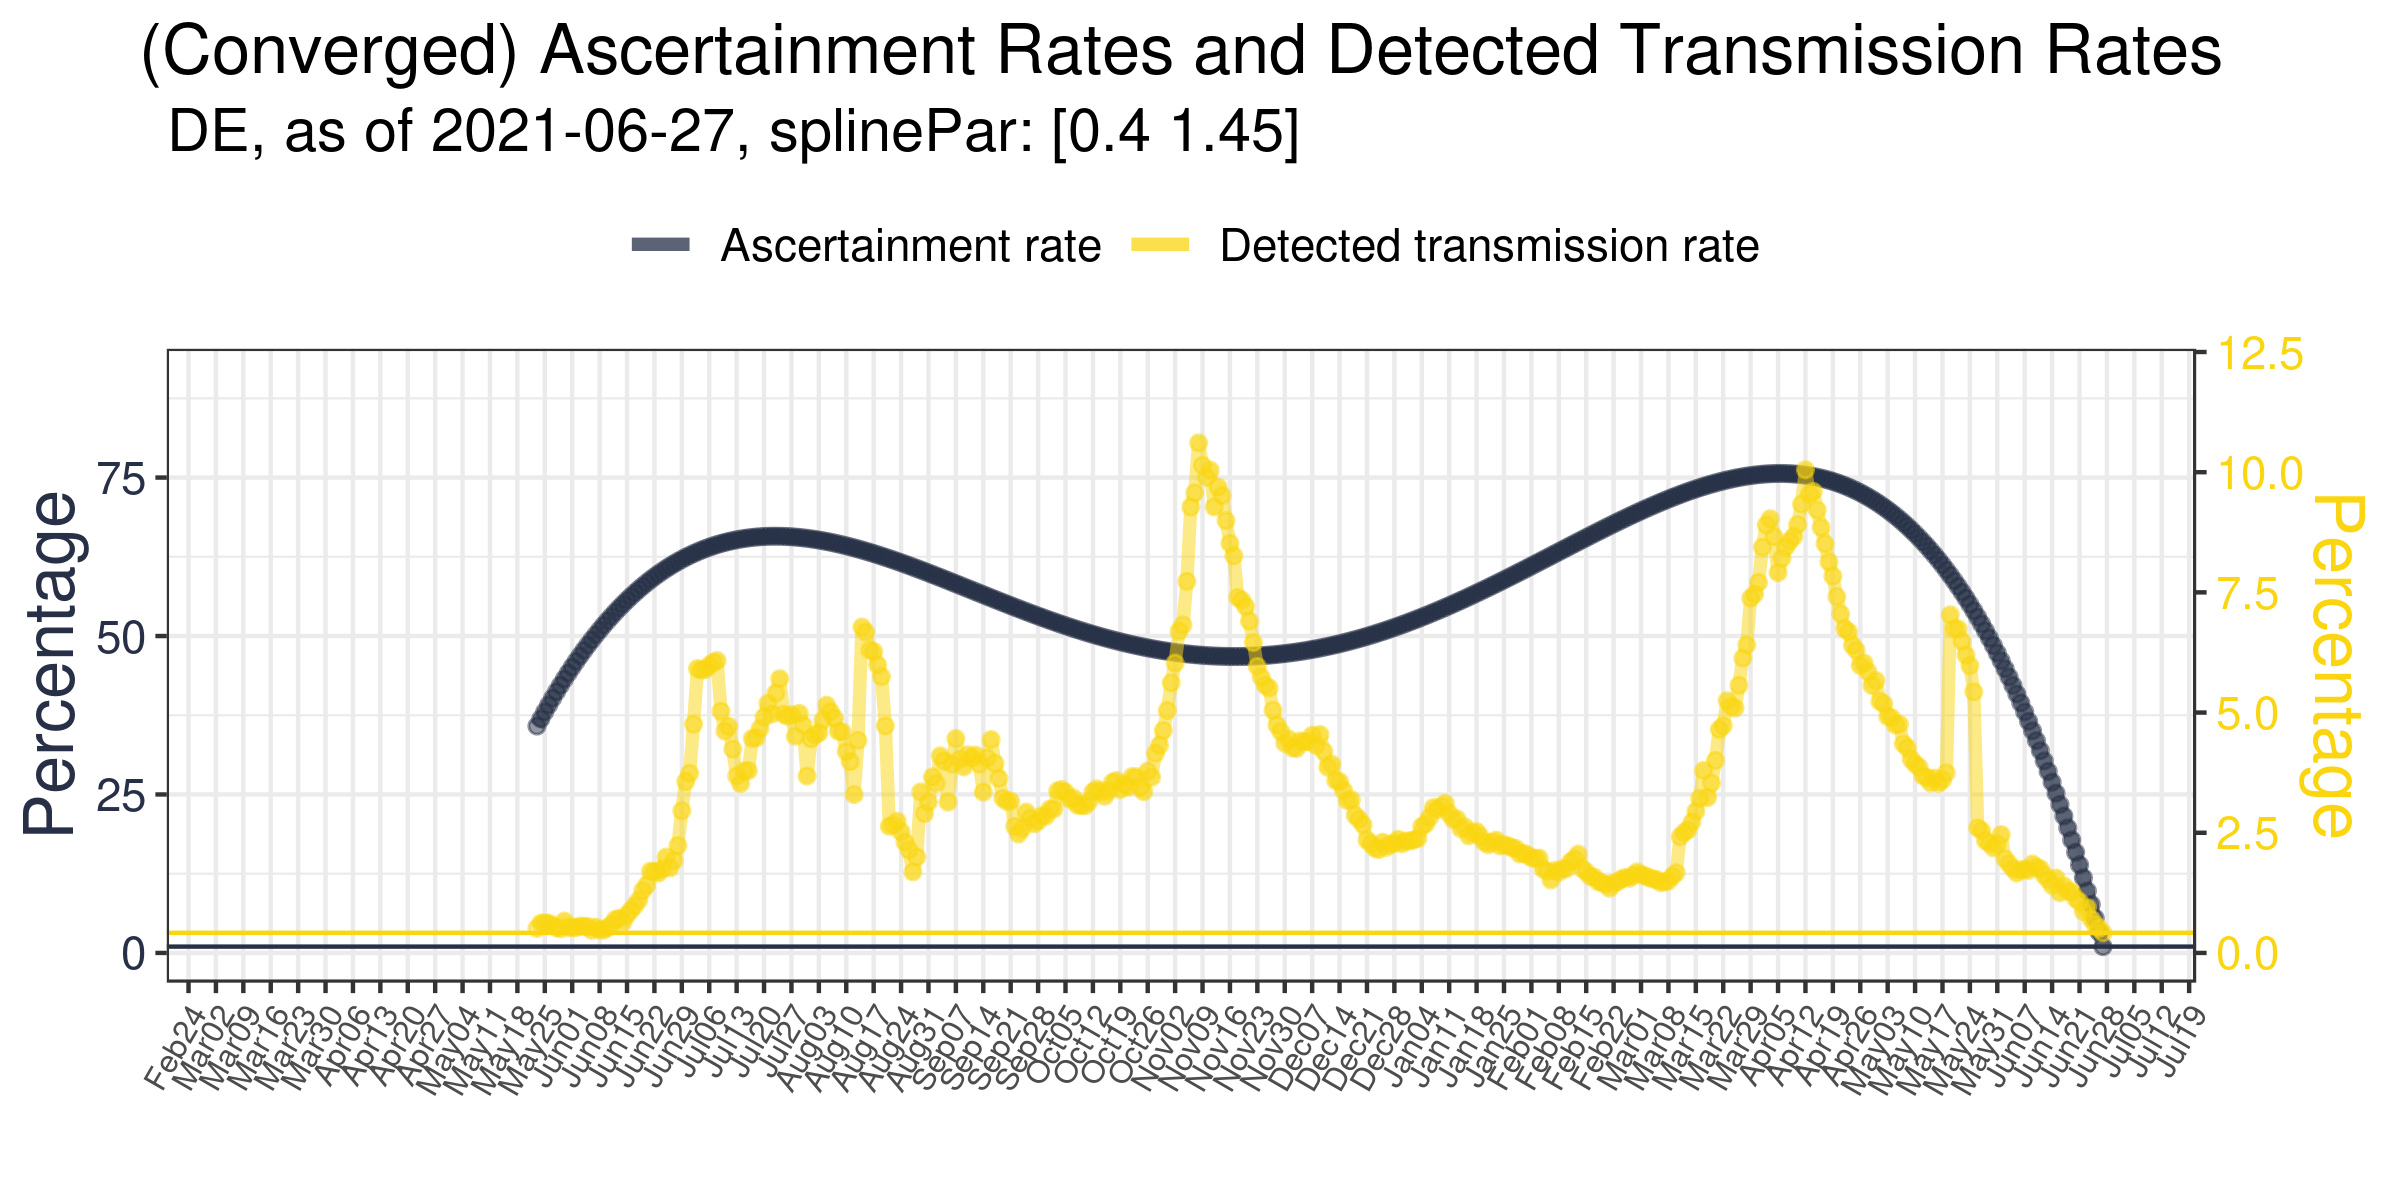 (Converged) Ascertainment Rates and Detected Transmission Rates
DE, as of 2021-06-27, splinePar: [0.4 1.45]
Ascertainment rate Detected transmission rate
Percentage
75
50
25
0
12.5
10.0
7.5
5.0
2.5
0.0
Percentage
Feb24
Mar02
Mar09
Mar16
Mar23
Mar30
Apr06
Apr13
Apr20
Apr27
May04
May11
May18
May25
Jun01
Jun08
Jun15
Jun22
Jun29
Jul06
Jul13
Jul20
Jul27
Aug03
Aug10
Aug17
Aug24
Aug31
Sep07
Sep14
Sep21
Sep28
Oct05
Oct12
Oct19
Oct26
Nov02
Nov09
Nov16
Nov23
Nov30
Dec07
Dec14
Dec21
Dec28
Jan04
Jan11
Jan18
Jan25
Feb01
Feb08
Feb15
Feb22
Mar01
Mar08
Mar15
Mar22
Mar29
Apr05
Apr12
Apr19
Apr26
May03
May10
May17
May24
May31
Jun07
Jun14
Jun21
Jun28
Jul05
Jul12
Jul19